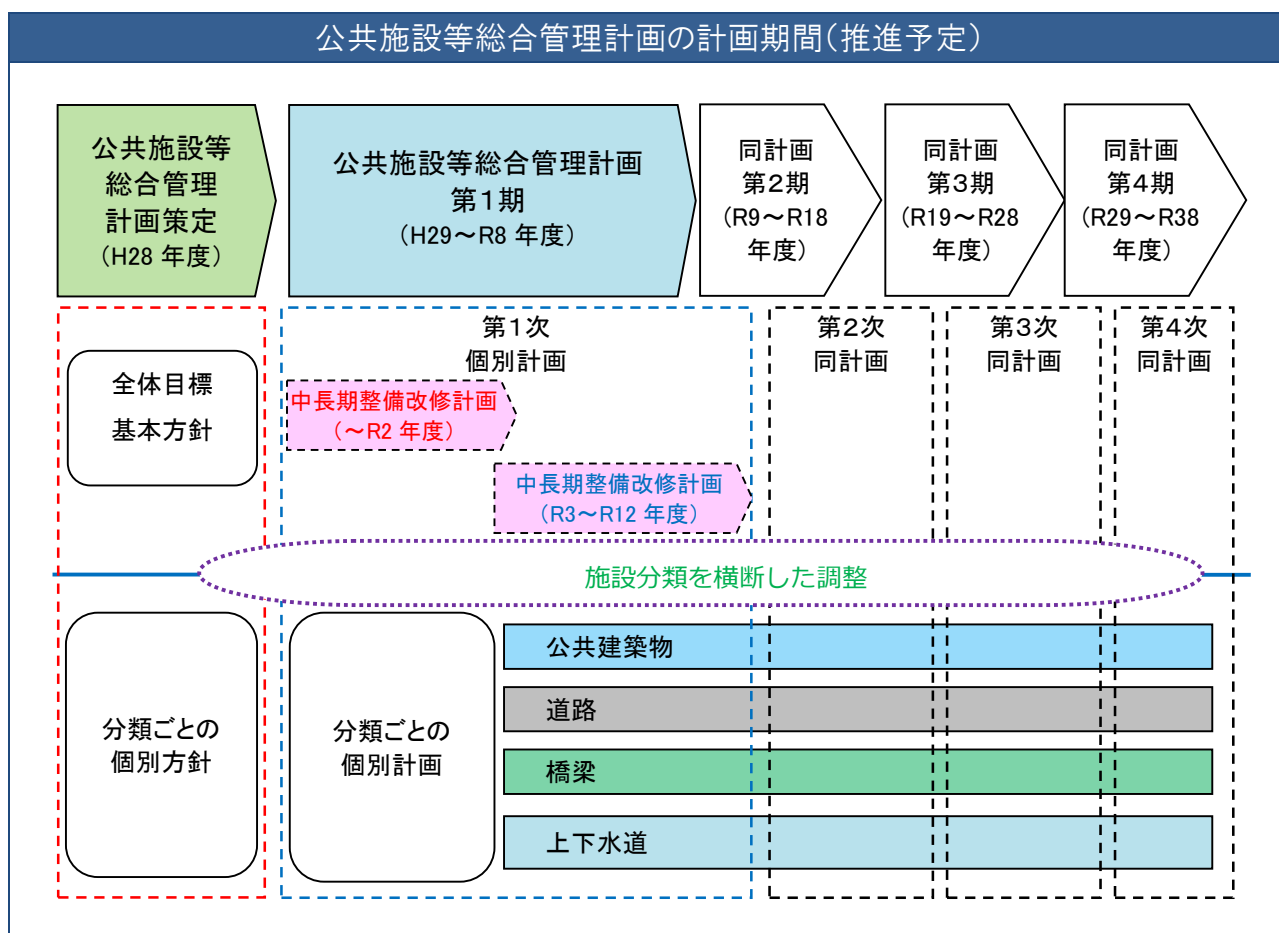 公共施設等総合管理計画の計画期間(推進予定)
公共施設等
総合管理
計画策定
(H28 年度)
公共施設等総合管理計画
第1期
(H29~R8 年度)
同計画
第2期
(R9~R18
年度)
同計画
第3期
(R19~R28
年度)
同計画
第4期
(R29~R38
年度)
全体目標
基本方針
第1次
個別計画
中長期整備改修計画
(~R2 年度)
中長期整備改修計画
(R3~R12 年度)
第2次
同計画
第3次
同計画
第4次
同計画
施設分類を横断した調整
分類ごとの
個別方針
分類ごとの
個別計画
公共建築物
道路
橋梁
上下水道